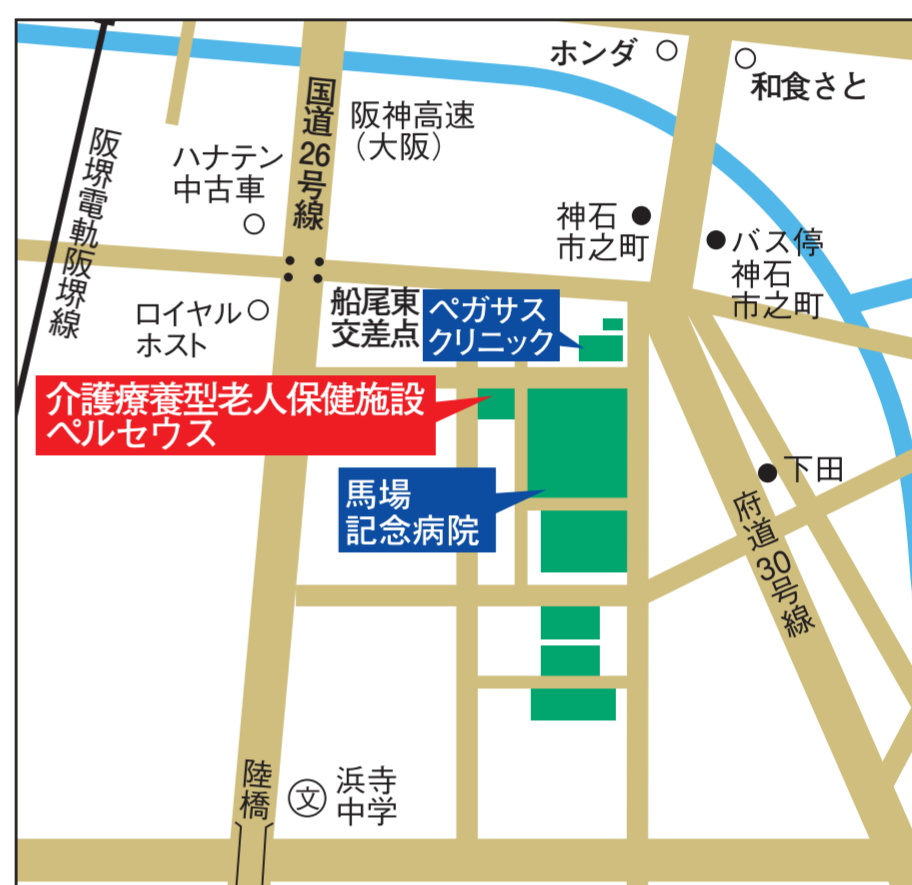 ホンダ
和食さと
国道26号線
阪神高速
（大阪）
阪堺電軌阪堺線
ハナテン
中古車
神石
市之町
バス停
神石
市之町
ロイヤル
ホスト
船尾東
交差点
ペガサス
クリニック
介護療養型老人保健施設
ペルセウス
馬場
記念病院
下田
府道30号線
陸橋
文
浜寺
中学